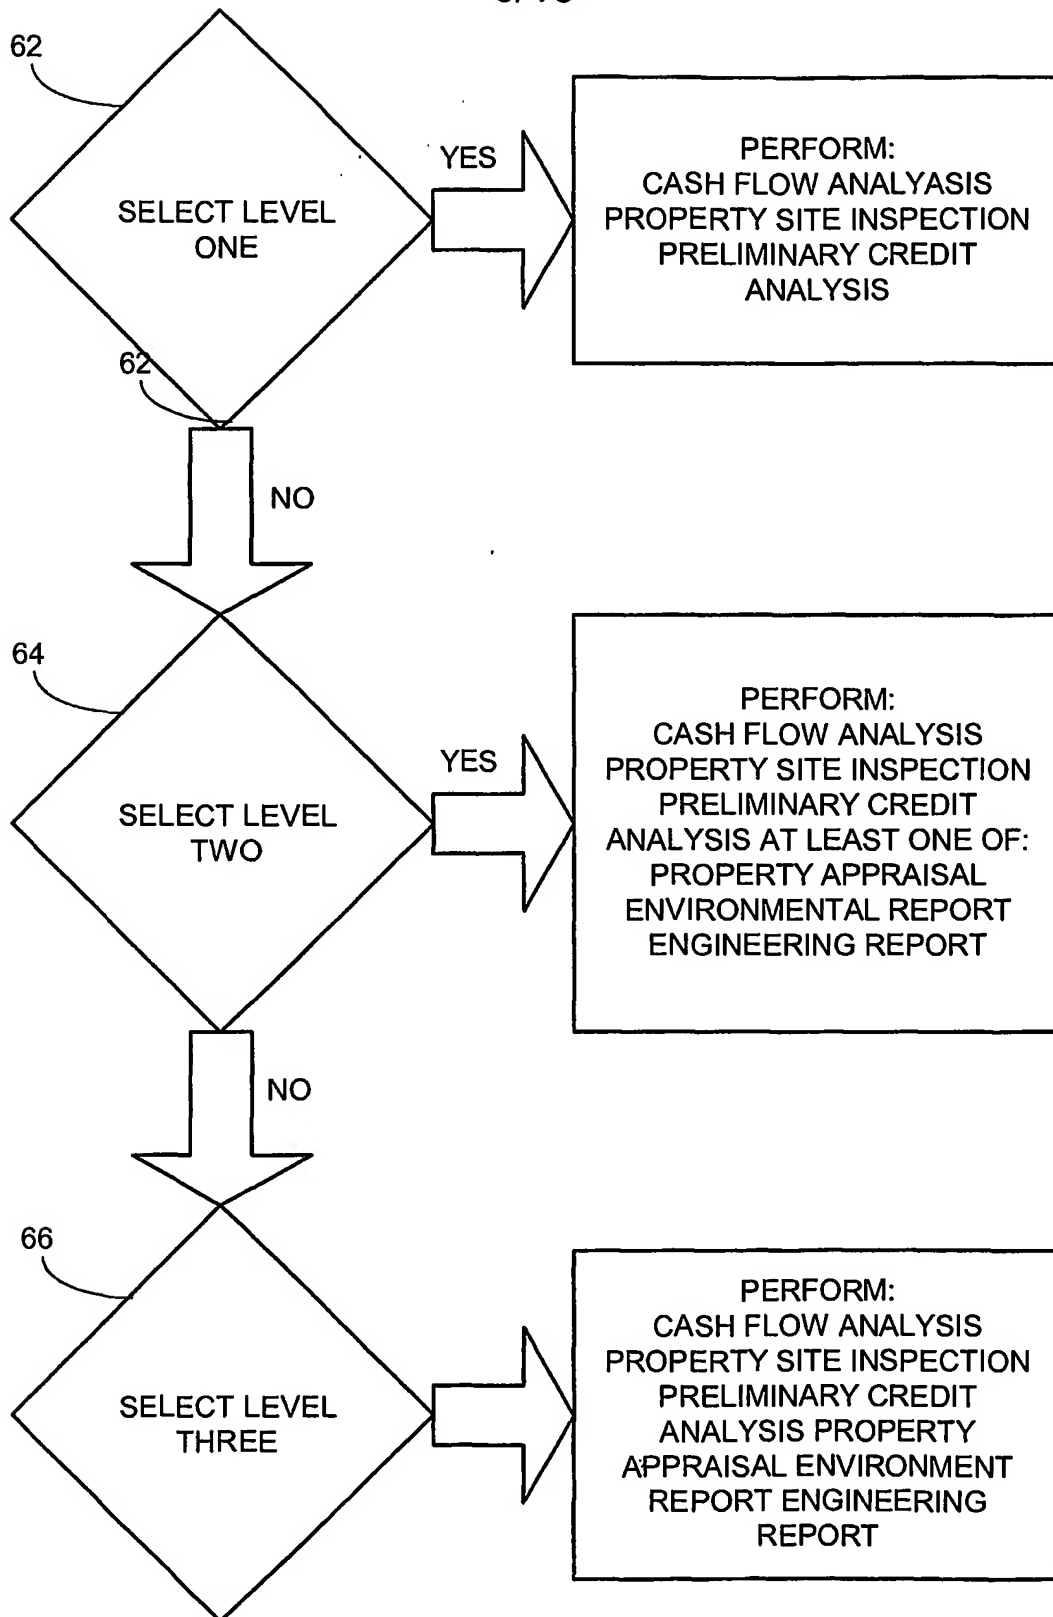 62
SELECT LEVEL
ONE
YES
PERFORM:
CASH FLOW ANALYASIS
PROPERTY SITE INSPECTION
PRELIMINARY CREDIT
ANALYSIS
62
NO
64
SELECT LEVEL
TWO
YES
PERFORM:
CASH FLOW ANALYSIS
PROPERTY SITE INSPECTION
PRELIMINARY CREDIT
ANALYSIS AT LEAST ONE OF:
PROPERTY APPRAISAL
ENVIRONMENTAL REPORT
ENGINEERING REPORT
NO
66
SELECT LEVEL
THREE
PERFORM:
CASH FLOW ANALYSIS
PROPERTY SITE INSPECTION
PRELIMINARY CREDIT
ANALYSIS PROPERTY
APPRAISAL ENVIRONMENT
REPORT ENGINEERING
REPORT